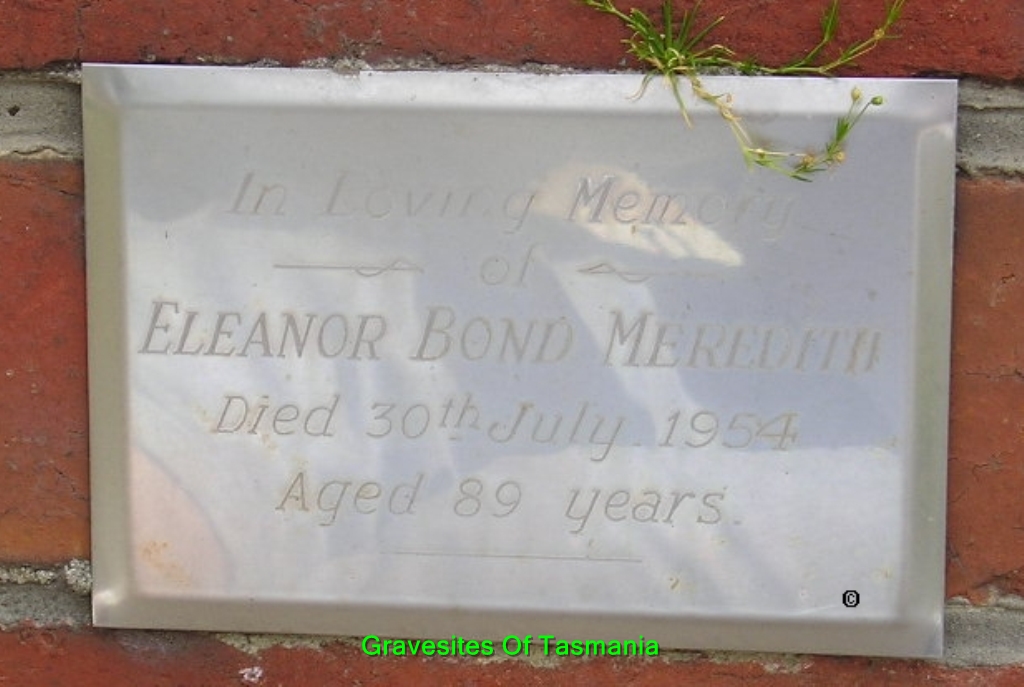 In Loving Memory
of
ELEANOR BOND MEREDITH
Died 30th July 1954
Aged 89 years.
©
Gravesites Of Tasmania